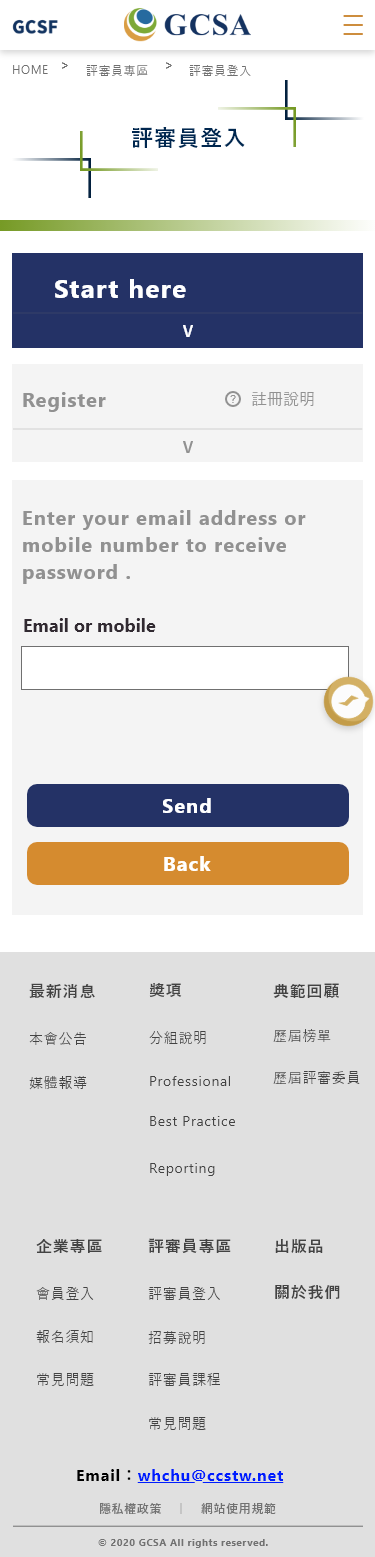 GCSF
GCSA
HOME > 評審員專區 > 評審員登入
評審員登入
Start here
V
Register
? 註冊說明
V
Enter your email address or
mobile number to receive
password .
Email or mobile
Send
Back
最新消息
本會公告
媒體報導
獎項
分組說明
Professional
Best Practice
Reporting
典範回顧
歷屆榜單
歷屆評審委員
企業專區
會員登入
報名須知
常見問題
評審員專區
評審員登入
招募說明
評審員課程
常見問題
出版品
關於我們
Email：whchu@ccstw.net
隱私權政策 | 網站使用規範
© 2020 GCSA All rights reserved.